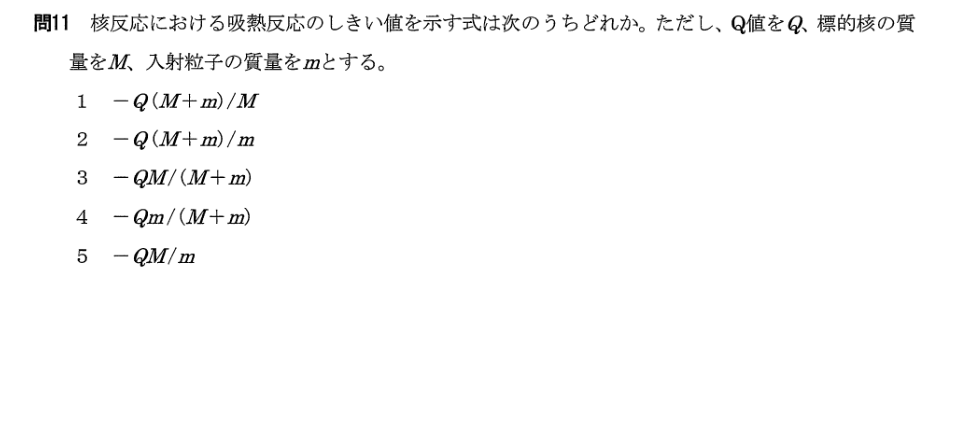 問11 核反応における吸熱反応のしきい値を示す式は次のうちどれか。ただし、Q値をQ、標的核の質
量をM、入射粒子の質量をmとする。
1 －Q(M＋m)/M
2 －Q(M＋m)/m
3 －QM/(M＋m)
4 －Qm/(M＋m)
5 －QM/m